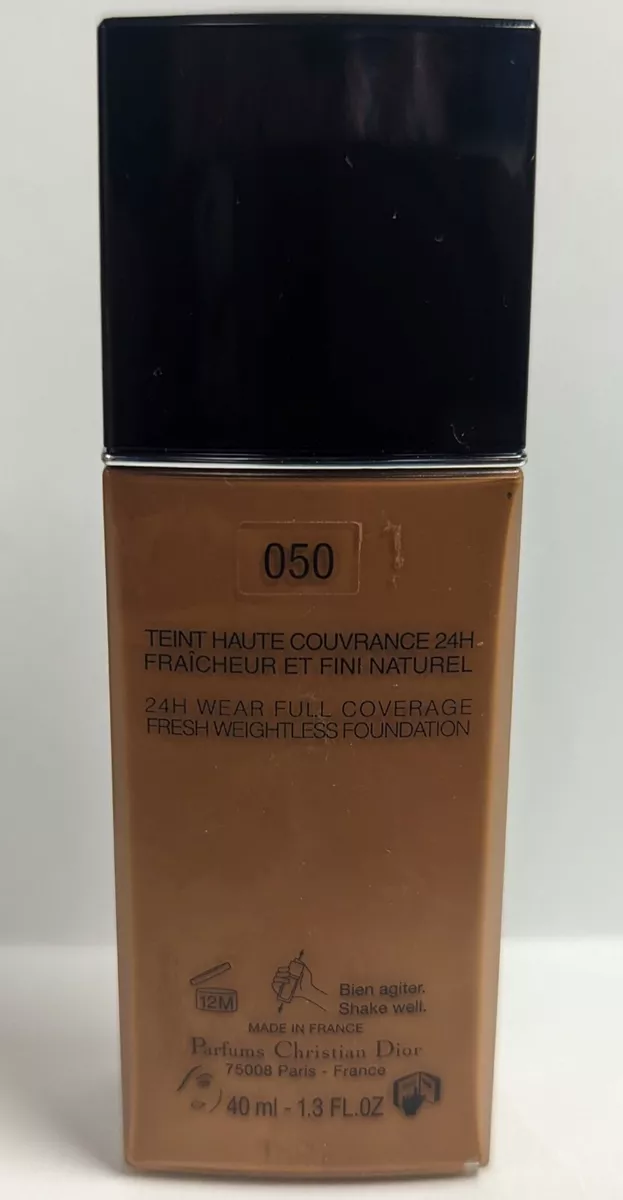 050
TEINT HAUTE COUVRANCE 24H
FRAÎCHEUR ET FINI NATUREL
24H WEAR FULL COVERAGE
FRESH WEIGHTLESS FOUNDATION
12M
Bien agiter.
Shake well.
MADE IN FRANCE
Parfums Christian Dior
75008 Paris - France
40 ml - 1.3 FL.OZ